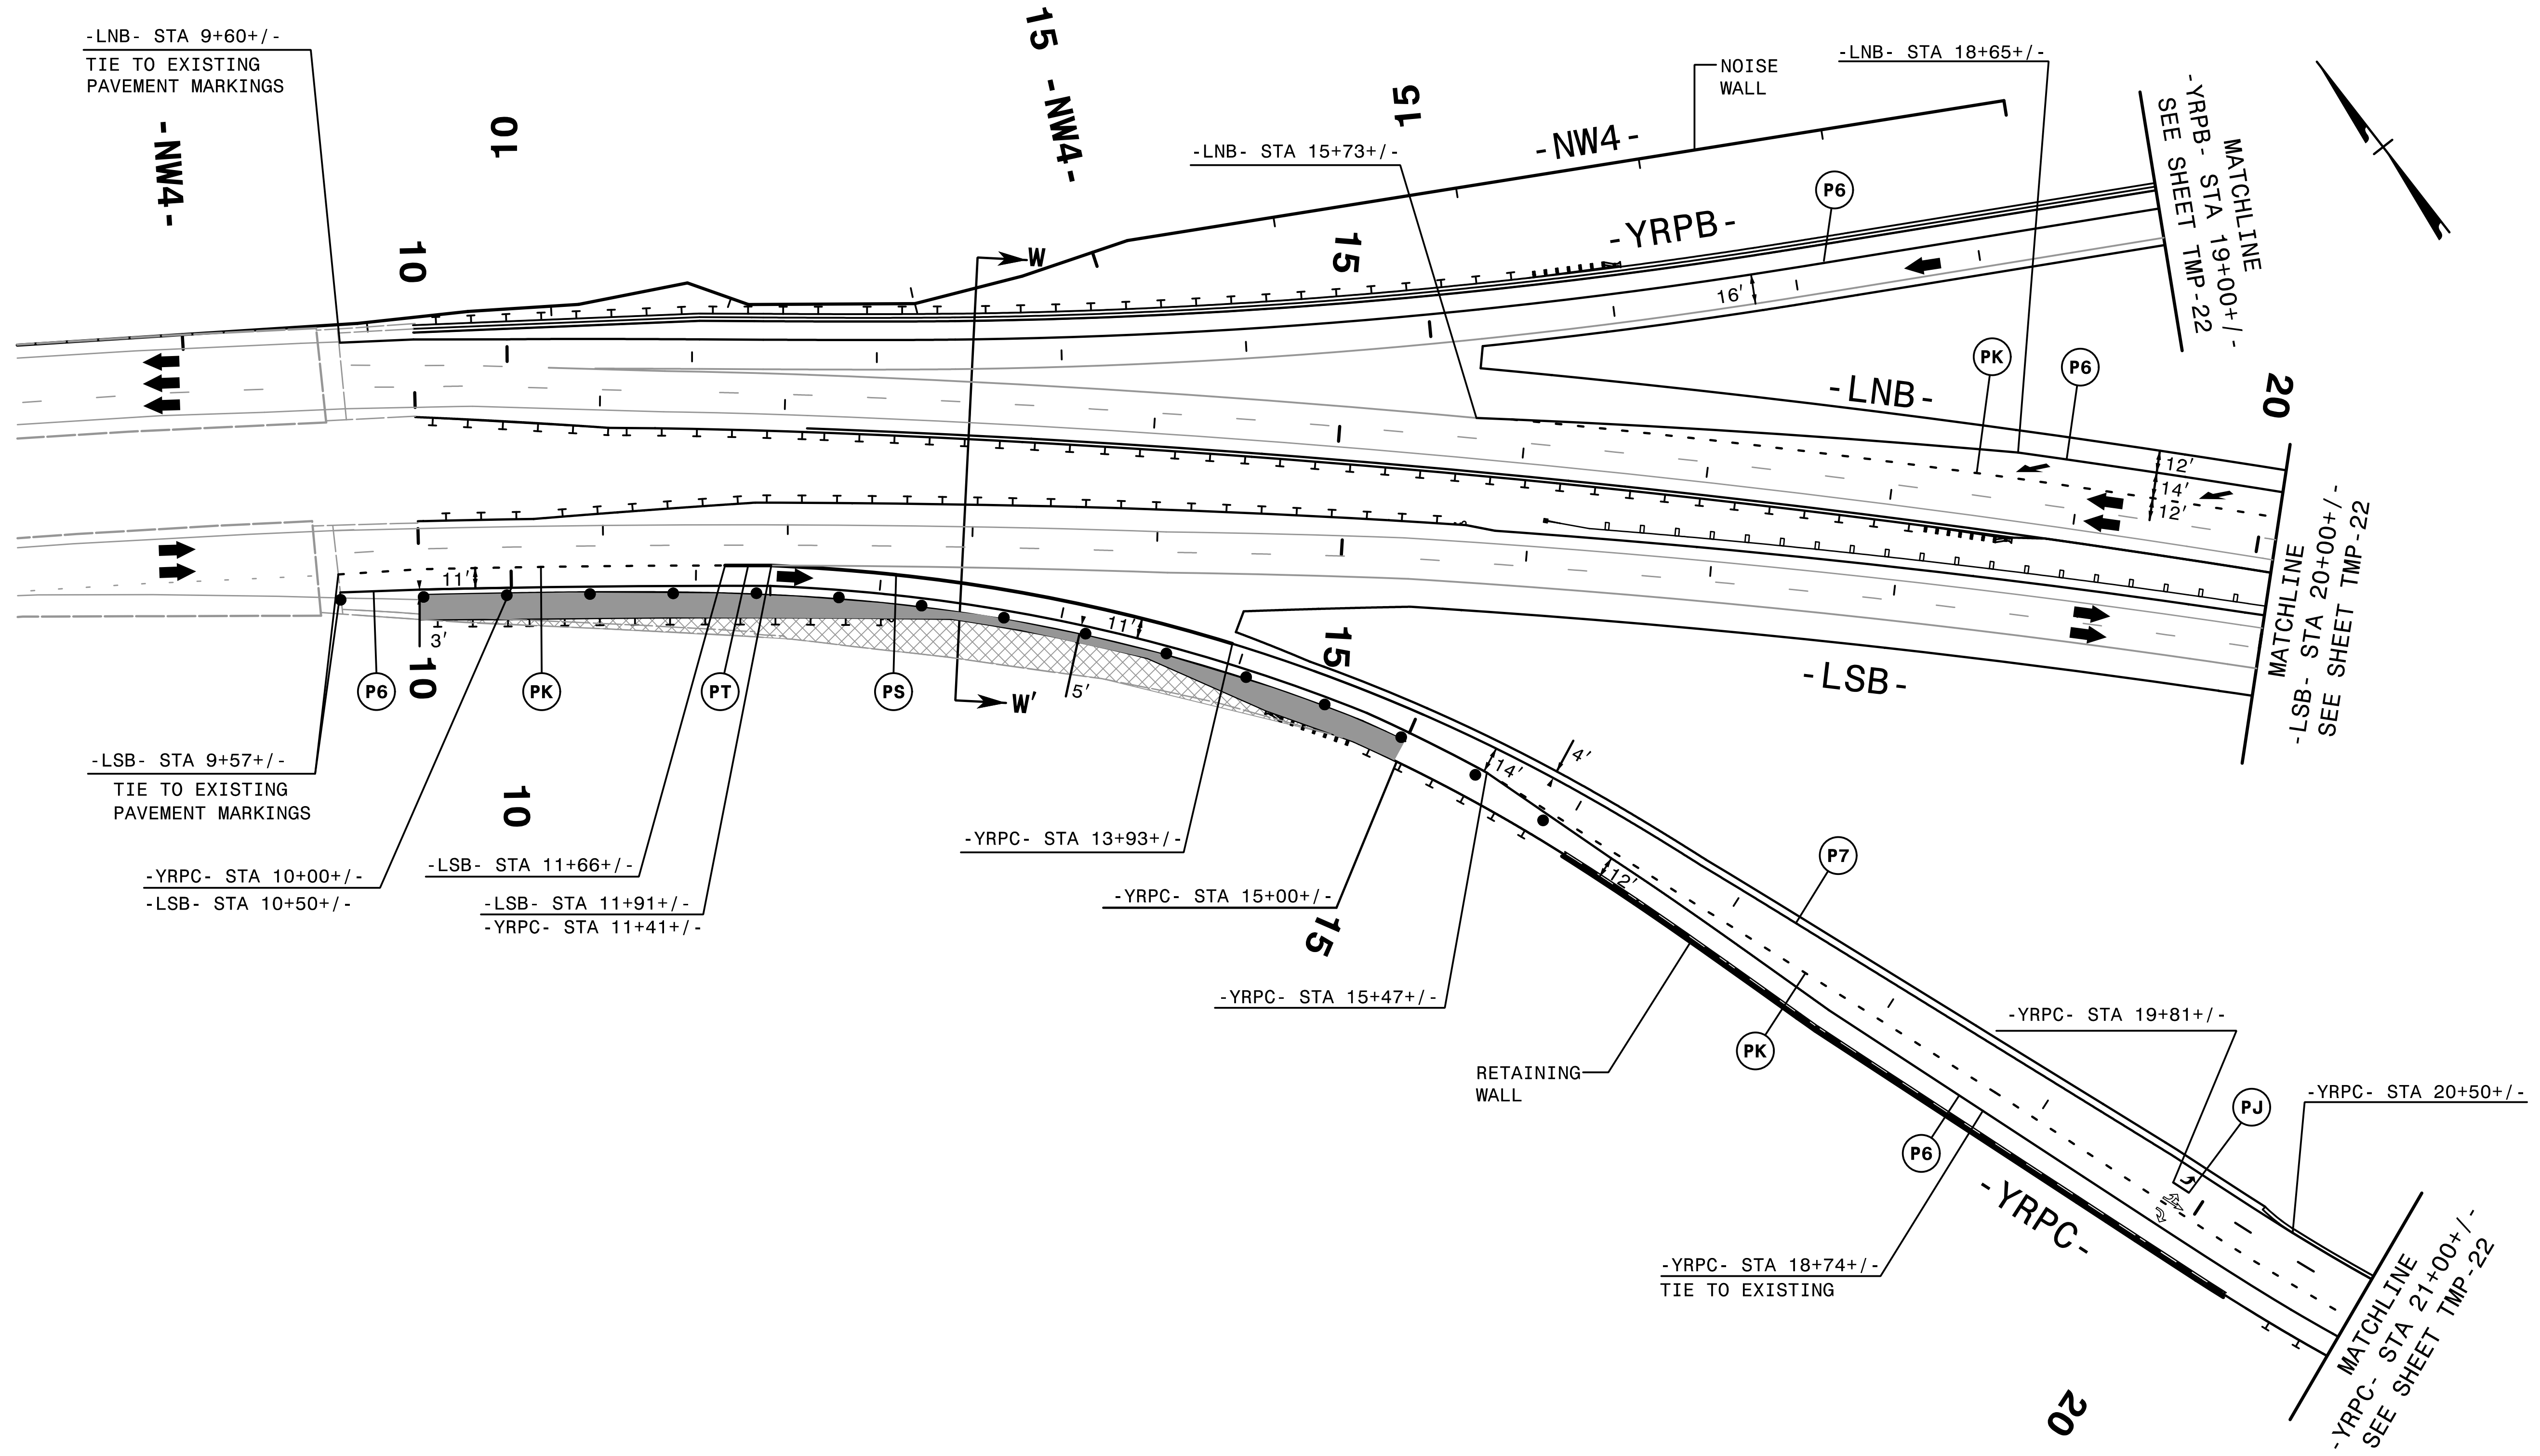 -LNB- STA 9+60+/-
TIE TO EXISTING
PAVEMENT MARKINGS
-NW4-
10
15 -NW4-
15
NOISE
WALL
-LNB- STA 18+65+/-
-LNB- STA 15+73+/-
-NW4-
P6
MATCHLINE
-YRPB- STA 19+00+/-
SEE SHEET TMP-22
10
W
15
-YRPB-
16'
PK
P6
-LNB-
20
12'
14'
12'
11'
3'
10
P6
PK
PT
PS
W'
11'
5'
15
-LSB-
MATCHLINE
-LSB- STA 20+00+/-
SEE SHEET TMP-22
-LSB- STA 9+57+/-
TIE TO EXISTING
PAVEMENT MARKINGS
10
14'
4'
-YRPC- STA 10+00+/-
-LSB- STA 10+50+/-
-LSB- STA 11+66+/-
-LSB- STA 11+91+/-
-YRPC- STA 11+41+/-
-YRPC- STA 13+93+/-
-YRPC- STA 15+00+/-
15
12'
P7
-YRPC- STA 15+47+/-
PK
RETAINING
WALL
-YRPC- STA 19+81+/-
PJ
-YRPC- STA 20+50+/-
P6
-YRPC-
-YRPC- STA 18+74+/-
TIE TO EXISTING
MATCHLINE
-YRPC- STA 21+00+/-
SEE SHEET TMP-22
20